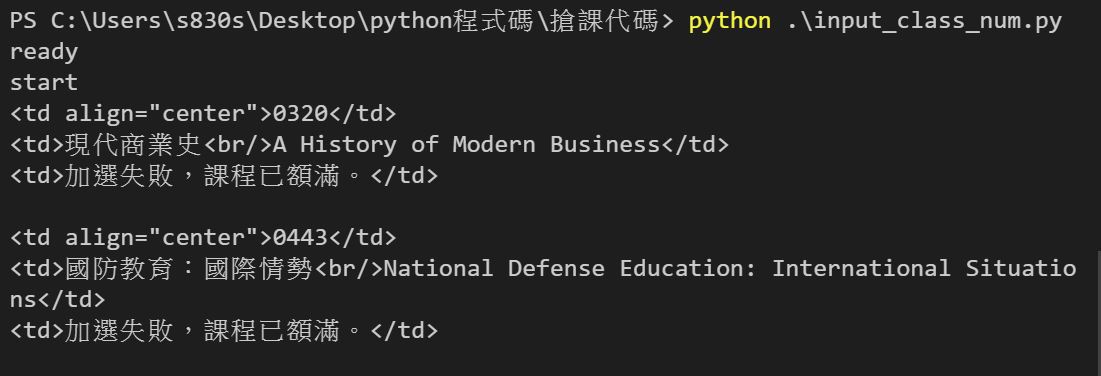 PS C:\Users\s830s\Desktop\python程式碼\搶課代碼> python .\input_class_num.py
ready
start
<td align="center">0320</td>
<td>現代商業史<br/>A History of Modern Business</td>
<td>加選失敗，課程已額滿。</td>
<td align="center">0443</td>
<td>國防教育：國際情勢<br/>National Defense Education: International Situatio
ns</td>
<td>加選失敗，課程已額滿。</td>